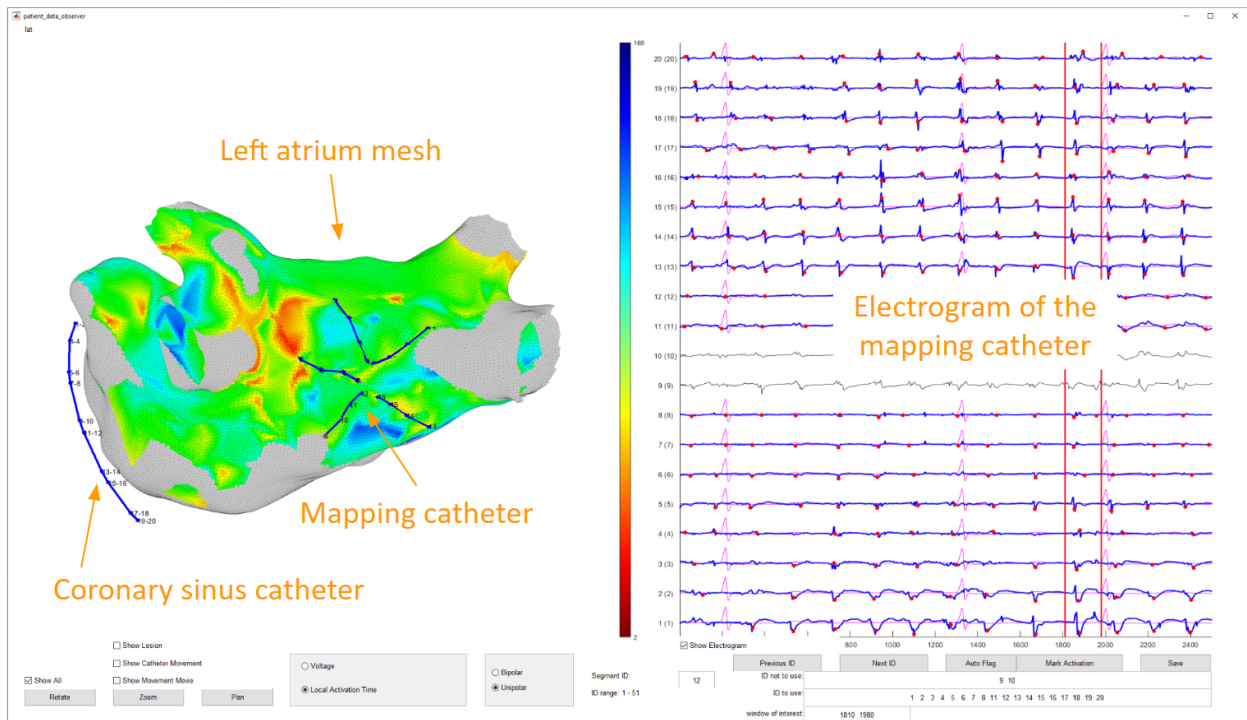 patient_data_observer
lat
168
Left atrium mesh
Mapping catheter
Coronary sinus catheter
2
20 (20)
19 (19)
18 (18)
17 (17)
16 (16)
15 (15)
14 (14)
13 (13)
12 (12)
11 (11)
10 (10)
9 (9)
8 (8)
7 (7)
6 (6)
5 (5)
4 (4)
3 (3)
2 (2)
1 (1)
Electrogram of the
mapping catheter
800 1000 1200 1400 1600 1800 2000 2200 2400
Show Lesion
Show Catheter Movement
Show All
Show Movement Movie
Rotate
Zoom
Pan
Voltage
Local Activation Time
Bipolar
Unipolar
Segment ID:
ID range: 1 - 51
Show Electrogram
Previous ID
Next ID
Auto Flag
Mark Activation
Save
12
ID not to use:
9 10
ID to use:
1 2 3 4 5 6 7 8 11 12 13 14 15 16 17 18 19 20
window of interest:
1810 1980